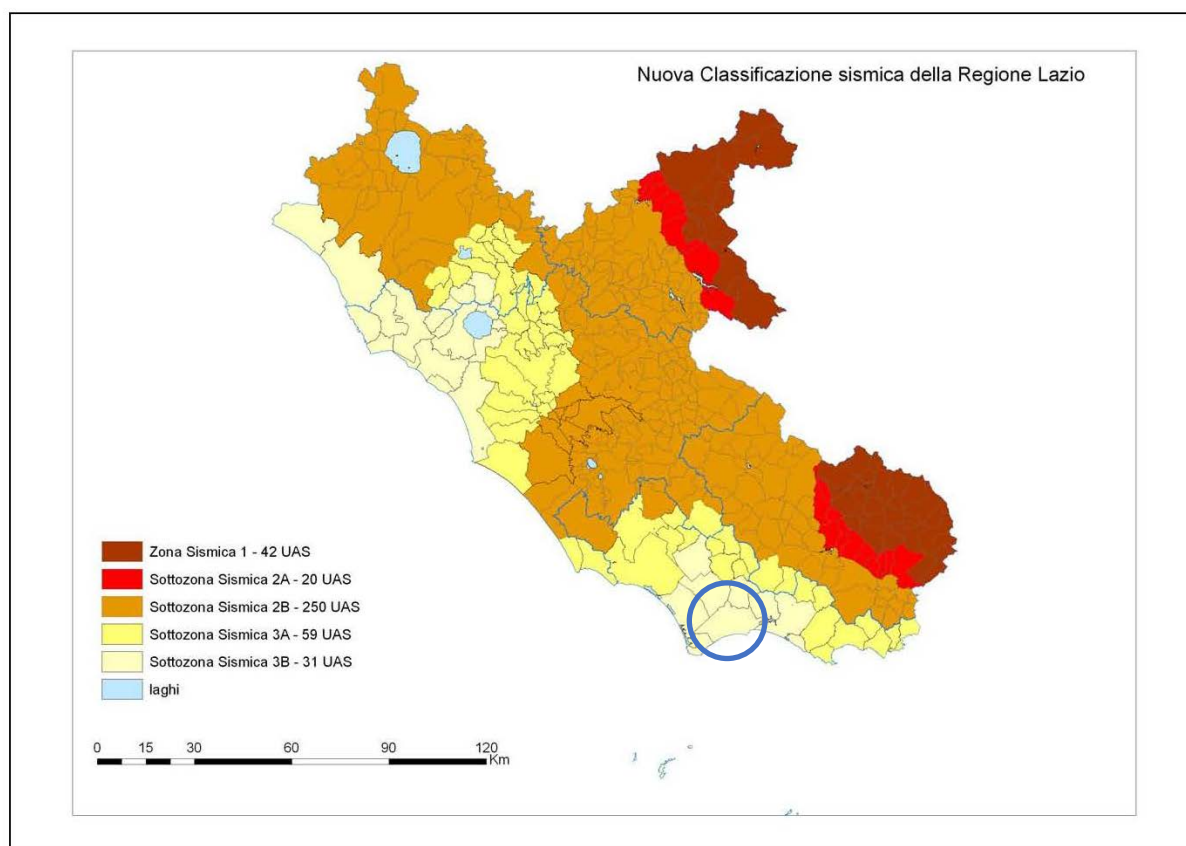 Nuova Classificazione sismica della Regione Lazio
Zona Sismica 1 - 42 UAS
Sottozona Sismica 2A - 20 UAS
Sottozona Sismica 2B - 250 UAS
Sottozona Sismica 3A - 59 UAS
Sottozona Sismica 3B - 31 UAS
laghi
0 15 30 60 90 120
Km